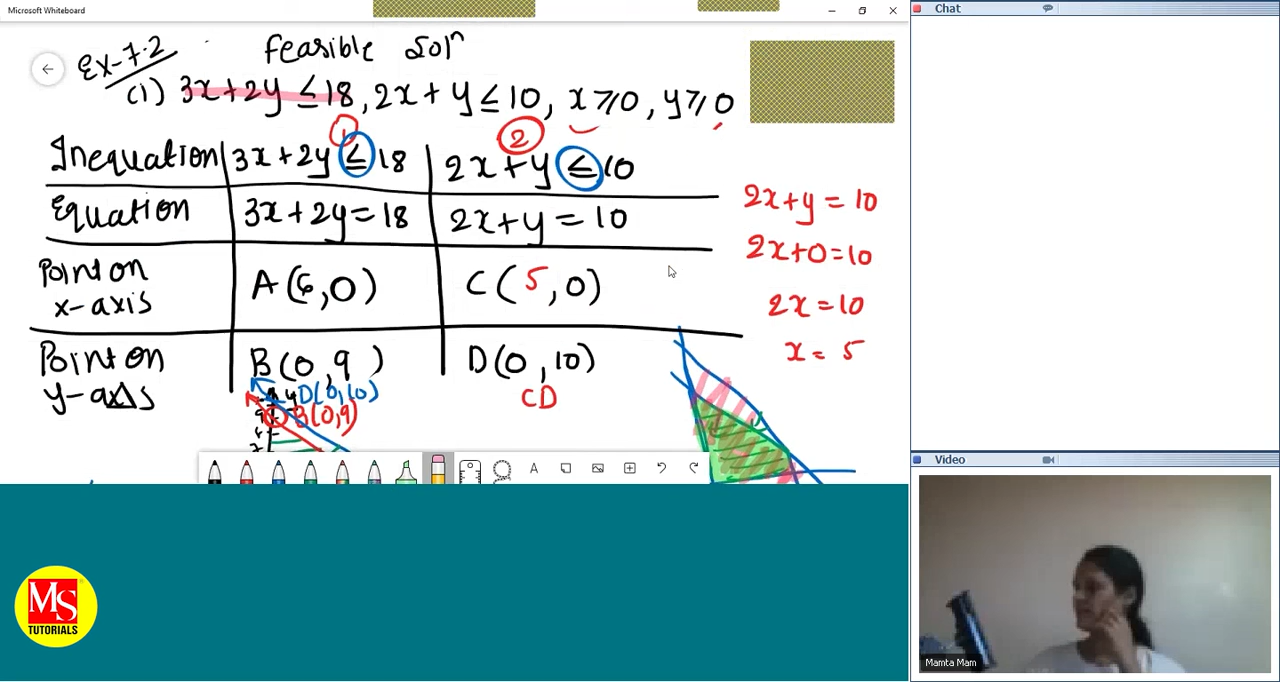 Microsoft Whiteboard
Ex-7.2
feasible solⁿ
(1) 3x+2y ≤18, 2x+y≤10, x≥0, y≥0
1
2
Inequation 3x+2y ≤ 18 2x+y ≤ 10
Equation 3x+2y=18 2x+y=10
Point on x-axis A(6,0) C(5,0)
Point on y-axis B(0,9) D(0,10)
CD
D(0,10)
B(0,9)
2x+y=10
2x+0=10
2x=10
x=5
MS
TUTORIALS
Chat
Video
Mamta Mam